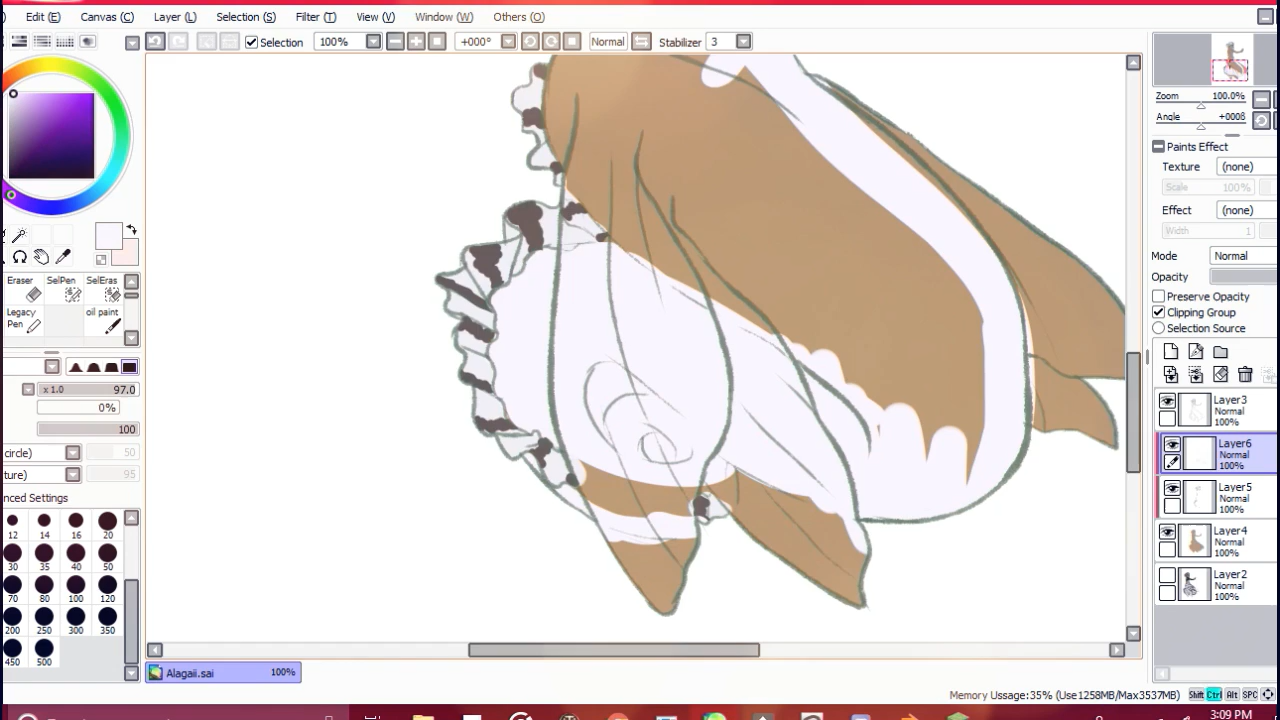 Edit (E) Canvas (C) Layer (L) Selection (S) Filter (T) View (V) Window (W) Others (O)
Selection 100% +000° Normal Stabilizer 3
Zoom 100.0%
Angle +0008
Paints Effect
Texture (none)
Scale 100%
Effect (none)
Width 1
Mode Normal
Opacity
Preserve Opacity
Clipping Group
Selection Source
Eraser SelPen SelEras
Legacy Pen oil paint
x 1.0 97.0
0%
100
circle) 50
ture) 95
nced Settings
12 14 16 20
30 35 40 50
70 80 100 120
200 250 300 350
450 500
Layer3
Normal
100%
Layer6
Normal
100%
Layer5
Normal
100%
Layer4
Normal
100%
Layer2
Normal
100%
Alagaii.sai 100%
Memory Ussage:35% (Use1258MB/Max3537MB) Shift Ctrl Alt SPC
3:09 PM